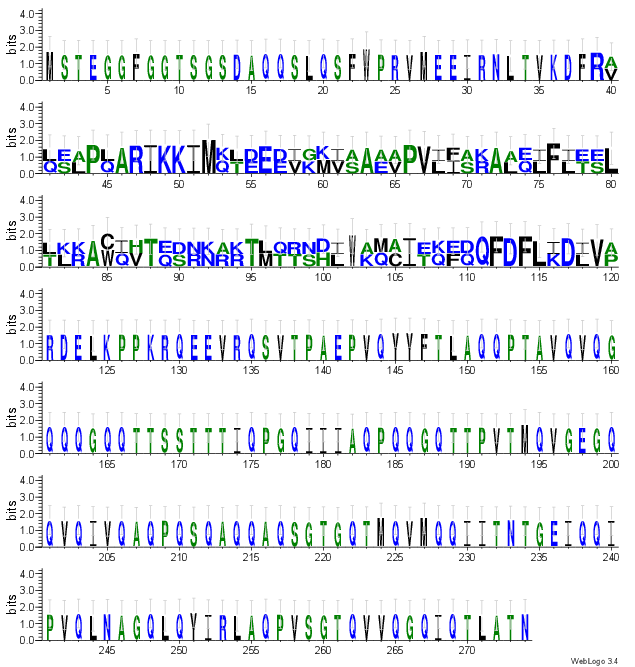 bits
4.0
3.0
2.0
1.0
0.0
MSTEGGFGGTSGSDAQQSLQSFWPRVMEEIRNLTVKDFRA
V
5 10 15 20 25 30 35 40
bits
4.0
3.0
2.0
1.0
0.0
LEAPLARIKKIMKLDEDIGKIAAAAPVIFAKAAEIFIEEL
QSLQQTEEVKMVSEVLISRLQLLTS
45 50 55 60 65 70 75 80
bits
4.0
3.0
2.0
1.0
0.0
LKKACIHTEDNKAKTLQRNDIWAMAIEKEDQFDFLIDIVA
TLRWQVQSRNRRMTTSHLKQCTQFQKLP
85 90 95 100 105 110 115 120
bits
4.0
3.0
2.0
1.0
0.0
RDELKPPKRQEEVRQSVTPAEPVQYYFTLAQQPTAVQVQG
125 130 135 140 145 150 155 160
bits
4.0
3.0
2.0
1.0
0.0
QQQGQQTTSSTTTIQPGQIIIAQPQQGQTTPVTMQVGEGQ
165 170 175 180 185 190 195 200
bits
4.0
3.0
2.0
1.0
0.0
QVQIVQAQPQSQAQQAQSGTGQTMQVMQQIITNTGEIQQI
205 210 215 220 225 230 235 240
bits
4.0
3.0
2.0
1.0
0.0
PVQLNAGQLQYIRLAQPVSGTQVVQGQIQTLATN
245 250 255 260 265 270
WebLogo 3.4